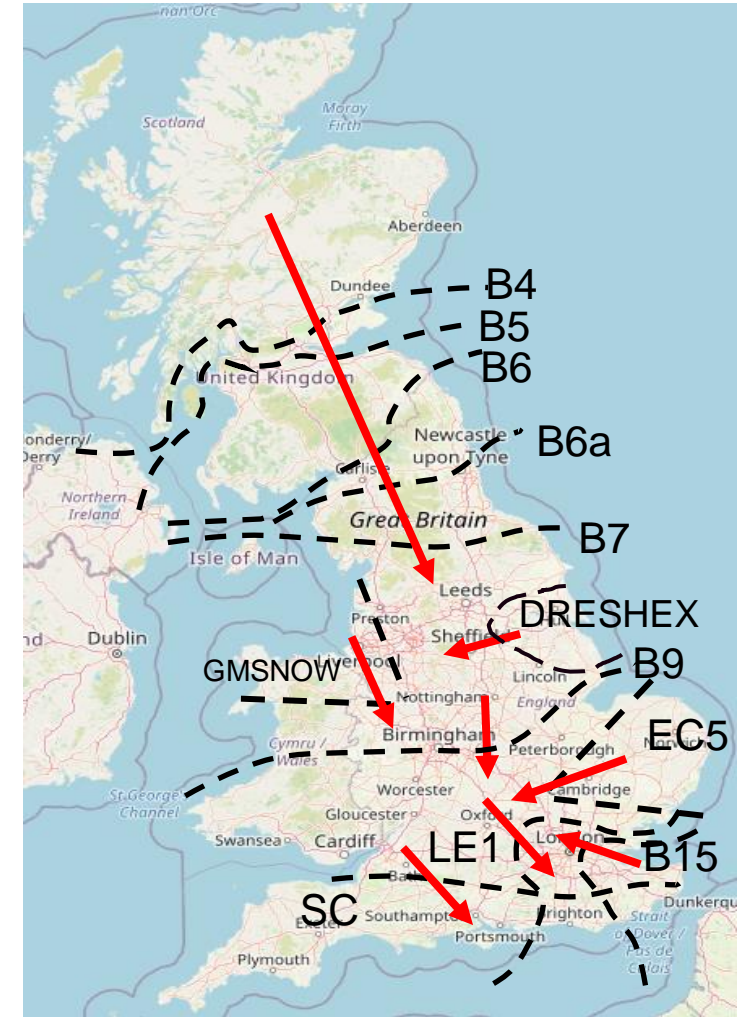 nan Orc
Moray
Firth
Scotland
Aberdeen
Dundee
B4
B5
B6
United Kingdom
Newcastle
upon Tyne
B6a
onderry/
Derry
Carlisle
Northern
Ireland
Great Britain
B7
Isle of Man
Leeds
DRESHEX
Preston
Sheffield
Dublin
nd
GMSNOW
Liverpool
Lincoln
B9
Nottingham
England
EC5
Birmingham
Norwich
Cymru /
Wales
Peterborough
St George's
Channel
Worcester
Cambridge
Gloucester
Oxford
Swansea
Cardiff
LE1
London
B15
Bath
SC
Southampton
Brighton
Dunkerqu
Exeter
Portsmouth
Strait
of Dover /
Pas de
Calais
Plymouth